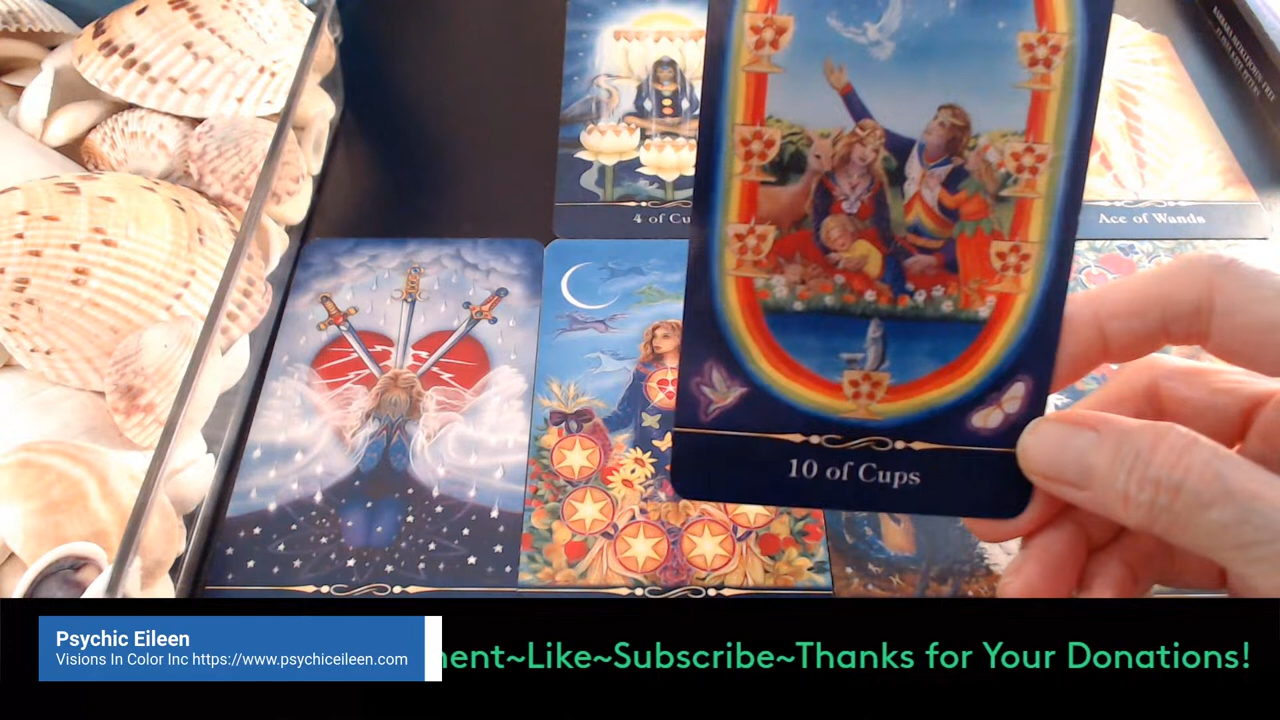 4 of Cu
Ace of Wands
10 of Cups
Psychic Eileen
Visions In Color Inc https://www.psychiceileen.com
ent~Like~Subscribe~Thanks for Your Donations!